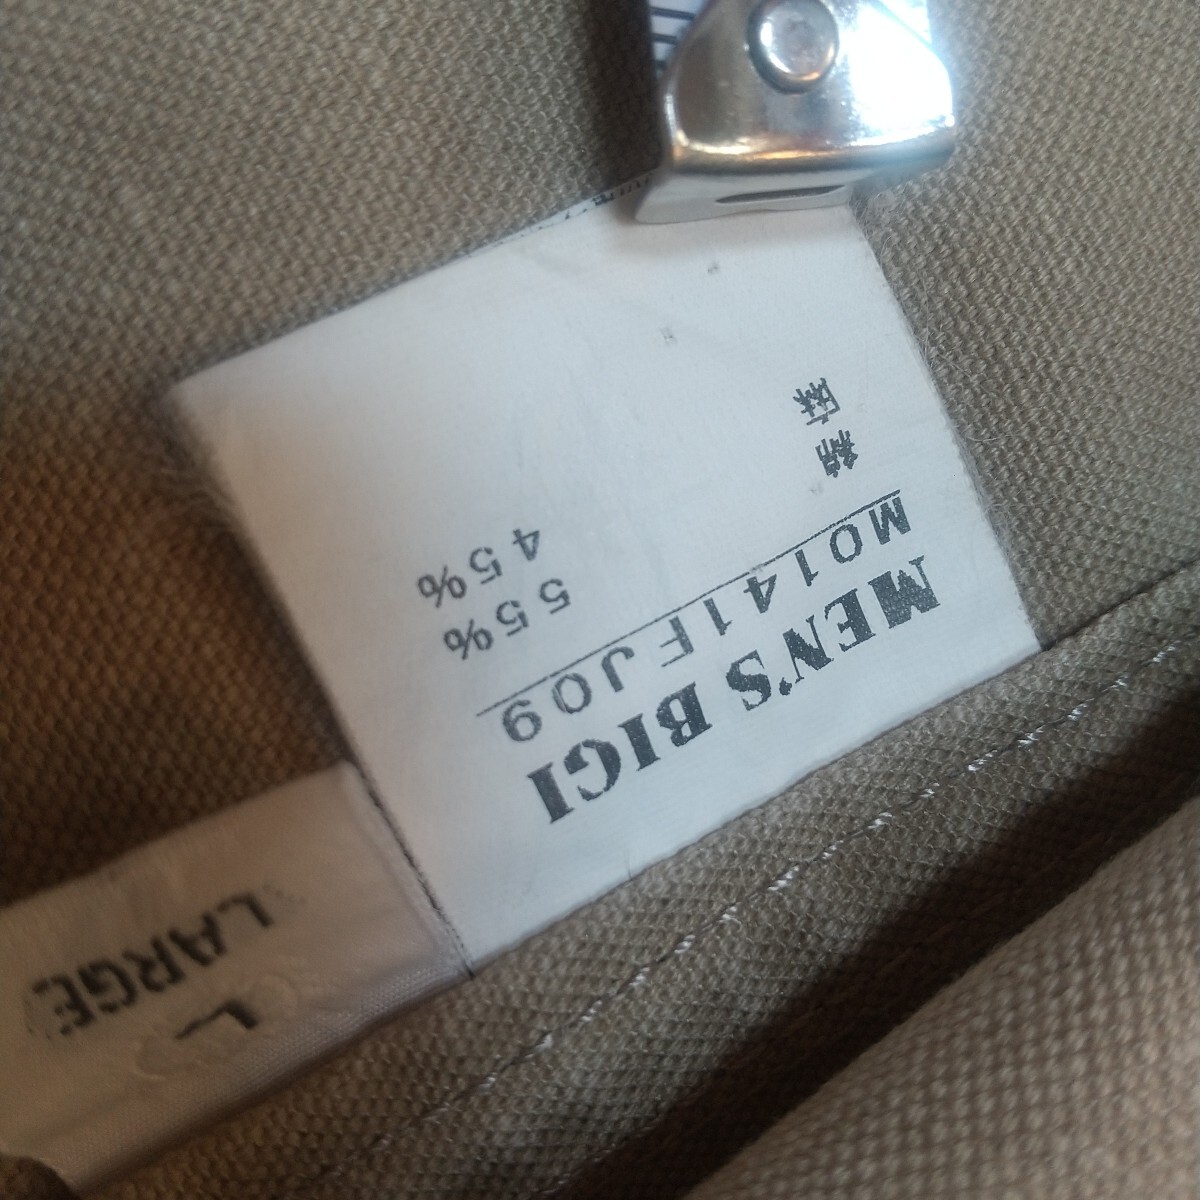 MEN'S BIGI
M0141FJ09
綿 55%
麻 45%
L
LARGE